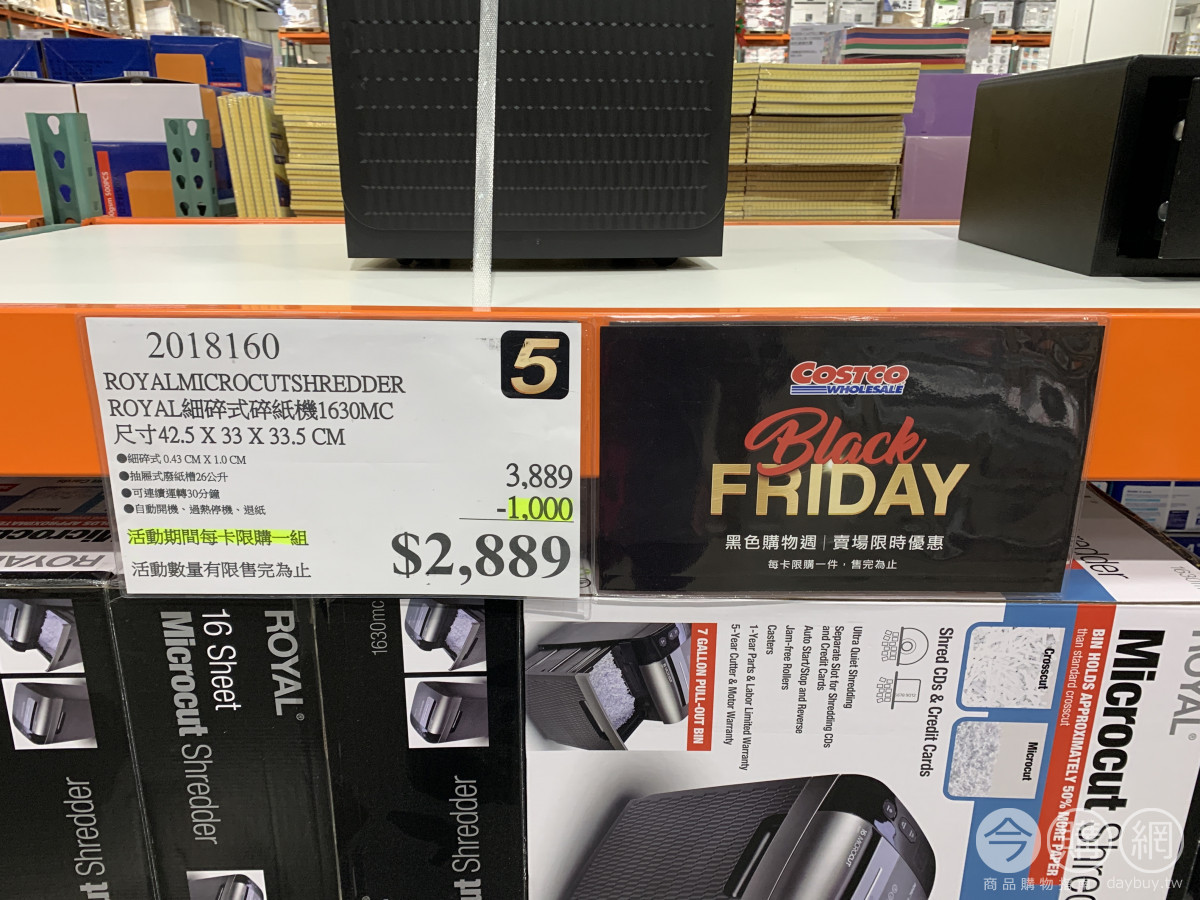 2018160
5
ROYALMICROCUTSHREDDER
ROYAL細碎式碎紙機1630MC
尺寸42.5 X 33 X 33.5 CM
●細碎式 0.43 CM X 1.0 CM
●抽屜式廢紙槽26公升
●可連續運轉30分鐘
●自動開機、過熱停機、退紙
3,889
-1,000
活動期間每卡限購一組
$2,889
活動數量有限售完為止
COSTCO
WHOLESALE
Black
FRIDAY
黑色購物週 | 賣場限時優惠
每卡限購一件，售完為止
ROYAL®
16 Sheet
Microcut Shredder
1630mc
ut Shredder
ut Shredder
ROYAL®
Microcut Shred
BIN HOLDS APPROXIMATELY 50% MORE PAPER
than standard crosscut
Crosscut
Microcut
Shred CDs & Credit Cards
Ultra Quiet Shredding
Separate Slot for Shredding CDs
and Credit Cards
Auto Start/Stop and Reverse
Jam-free Rollers
Casters
1-Year Parts & Labor Limited Warranty
5-Year Cutter & Motor Warranty
7 GALLON PULL-OUT BIN
今購網
daybuy.tw